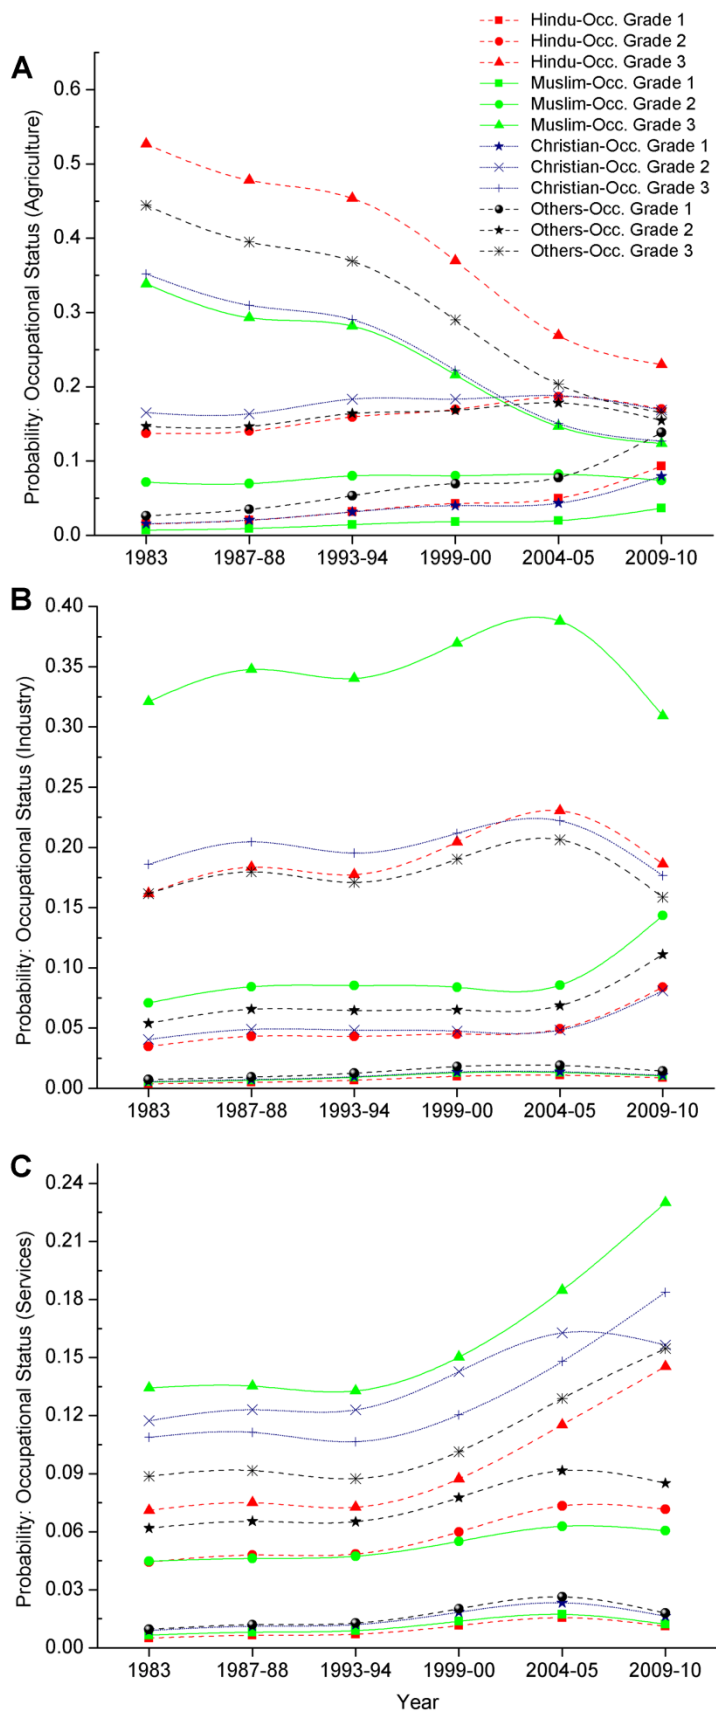 A
Probability: Occupational Status (Agriculture)
0.6
0.5
0.4
0.3
0.2
0.1
0.0
1983 1987-88 1993-94 1999-00 2004-05 2009-10
Hindu-Occ. Grade 1
Hindu-Occ. Grade 2
Hindu-Occ. Grade 3
Muslim-Occ. Grade 1
Muslim-Occ. Grade 2
Muslim-Occ. Grade 3
Christian-Occ. Grade 1
Christian-Occ. Grade 2
Christian-Occ. Grade 3
Others-Occ. Grade 1
Others-Occ. Grade 2
Others-Occ. Grade 3
B
Probability: Occupational Status (Industry)
0.40
0.35
0.30
0.25
0.20
0.15
0.10
0.05
0.00
1983 1987-88 1993-94 1999-00 2004-05 2009-10
C
Probability: Occupational Status (Services)
0.24
0.21
0.18
0.15
0.12
0.09
0.06
0.03
0.00
1983 1987-88 1993-94 1999-00 2004-05 2009-10
Year